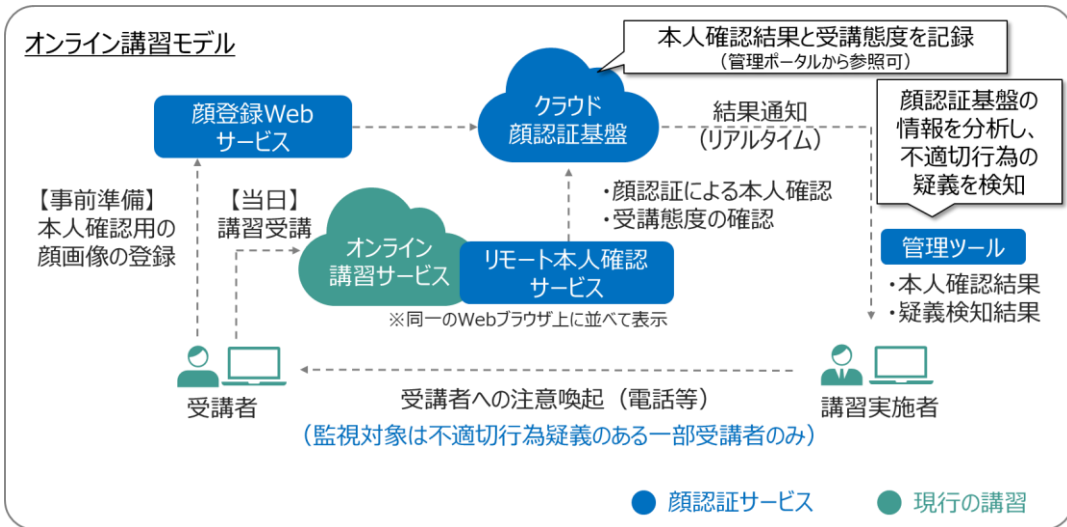 オンライン講習モデル
本人確認結果と受講態度を記録
（管理ポータルから参照可）
顔登録Web
サービス
クラウド
顔認証基盤
結果通知
（リアルタイム）
顔認証基盤の
情報を分析し、
不適切行為の
疑義を検知
【事前準備】
本人確認用の
顔画像の登録
【当日】
講習受講
・顔認証による本人確認
・受講態度の確認
オンライン
講習サービス
リモート本人確認
サービス
※同一のWebブラウザ上に並べて表示
管理ツール
・本人確認結果
・疑義検知結果
受講者
受講者への注意喚起（電話等）
（監視対象は不適切行為疑義のある一部受講者のみ）
講習実施者
顔認証サービス
現行の講習